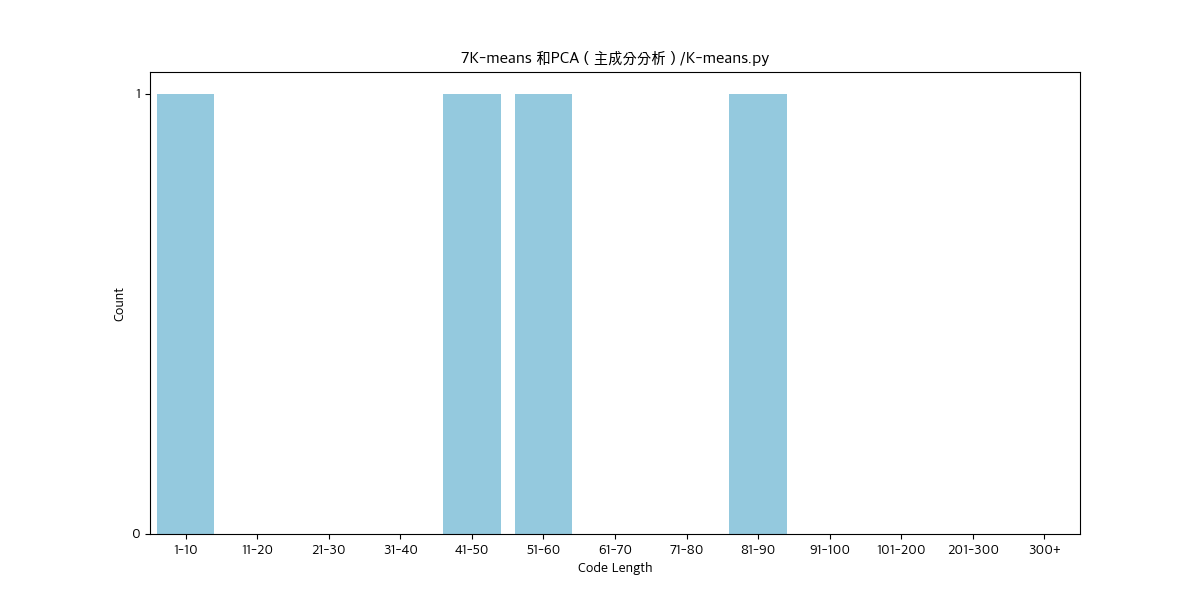 7K-means 和PCA（主成分分析）/K-means.py
Count
1
0
1-10 11-20 21-30 31-40 41-50 51-60 61-70 71-80 81-90 91-100 101-200 201-300 300+
Code Length